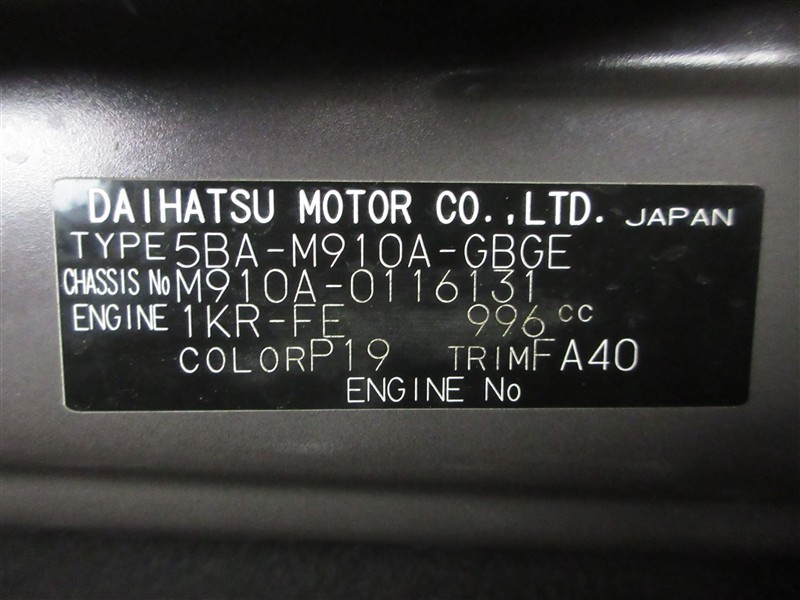 DAIHATSU MOTOR CO.,LTD. JAPAN
TYPE 5BA-M910A-GBGE
CHASSIS No M910A-0116131
ENGINE 1KR-FE 996 cc
COLOR P19 TRIM FA40
ENGINE No